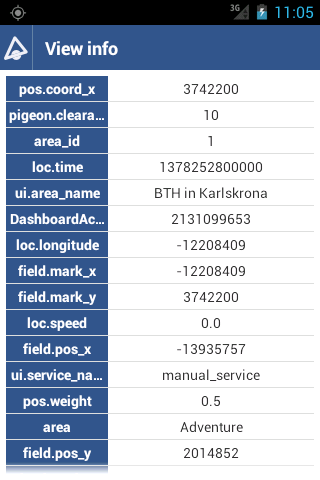 3G 11:05
View info
pos.coord_x 3742200
pigeon.cleara... 10
area_id 1
loc.time 1378252800000
ui.area_name BTH in Karlskrona
DashboardAc... 2131099653
loc.longitude -12208409
field.mark_x -12208409
field.mark_y 3742200
loc.speed 0.0
field.pos_x -13935757
ui.service_na... manual_service
pos.weight 0.5
area Adventure
field.pos_y 2014852